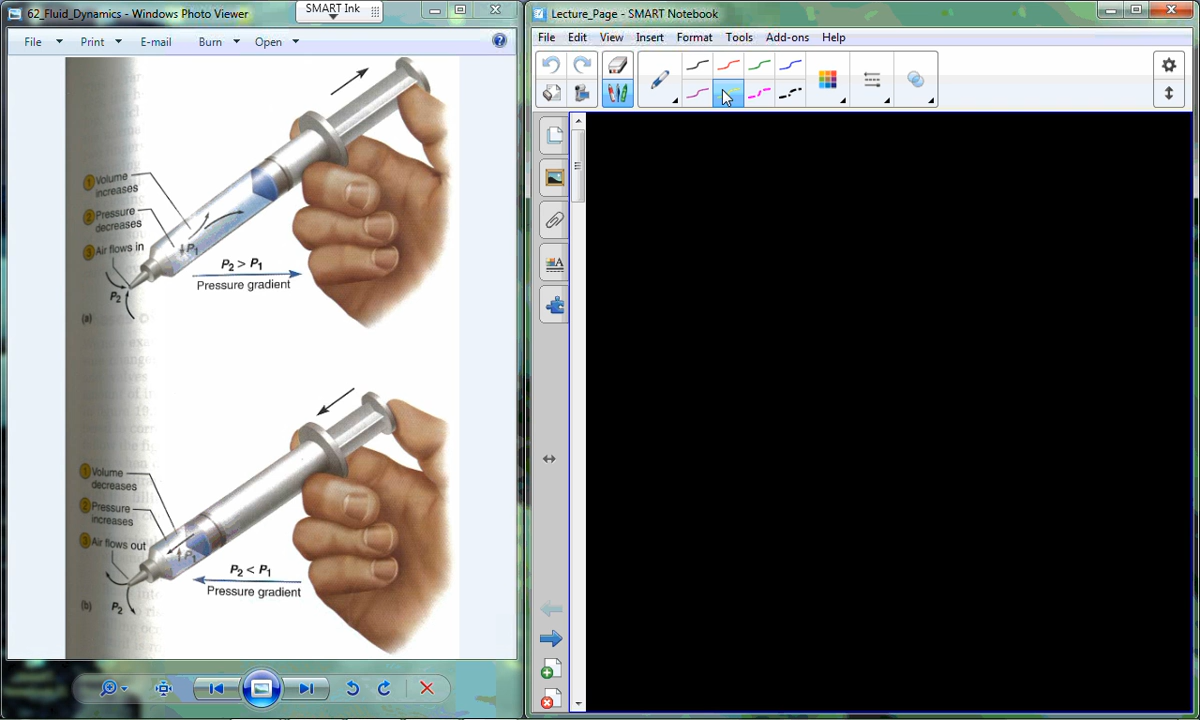 62_Fluid_Dynamics - Windows Photo Viewer
SMART Ink
File Print E-mail Burn Open
1 Volume
increases
2 Pressure
decreases
3 Air flows in
P1
P2
P2 > P1
Pressure gradient
(a)
1 Volume
decreases
2 Pressure
increases
3 Air flows out
P1
P2
P2 < P1
Pressure gradient
(b)
Lecture_Page - SMART Notebook
File Edit View Insert Format Tools Add-ons Help